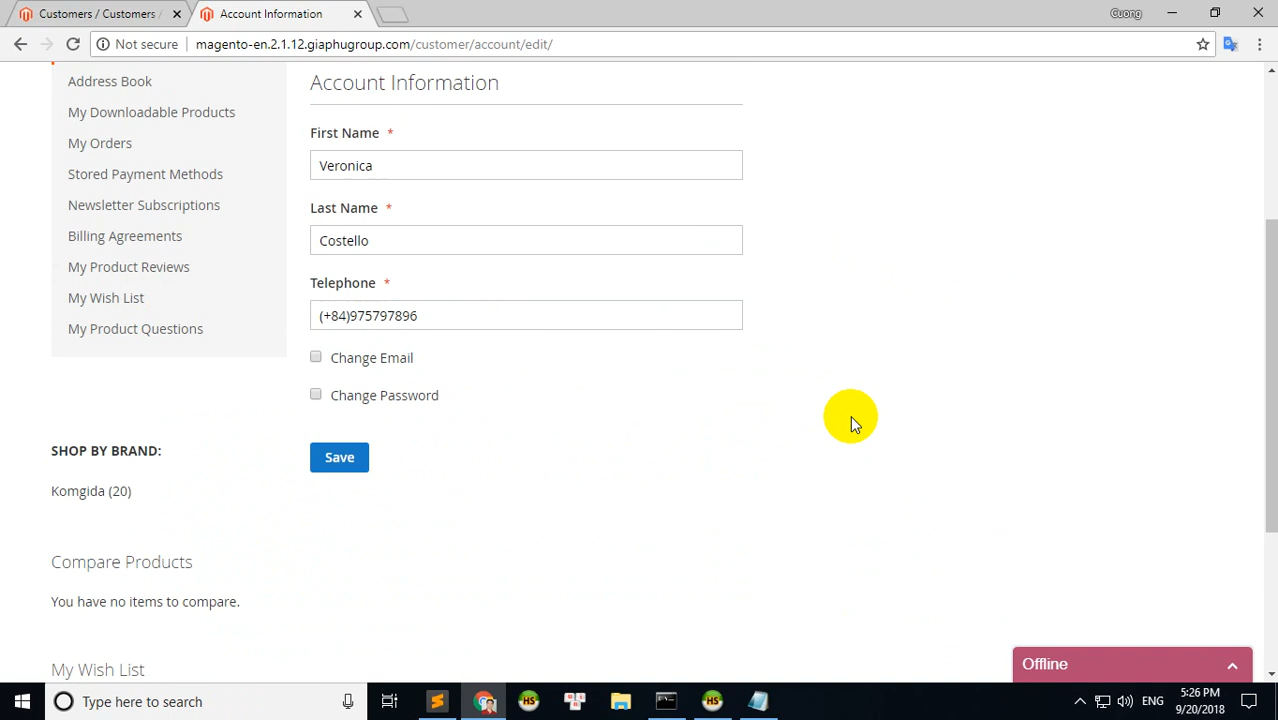 Customers / Customers /
Account Information
Cuong
Not secure
magento-en.2.1.12.giaphugroup.com/customer/account/edit/
Address Book
My Downloadable Products
My Orders
Stored Payment Methods
Newsletter Subscriptions
Billing Agreements
My Product Reviews
My Wish List
My Product Questions
Account Information
First Name *
Veronica
Last Name *
Costello
Telephone *
(+84)975797896
Change Email
Change Password
Save
SHOP BY BRAND:
Komgida (20)
Compare Products
You have no items to compare.
My Wish List
Offline
Type here to search
ENG
5:26 PM
9/20/2018